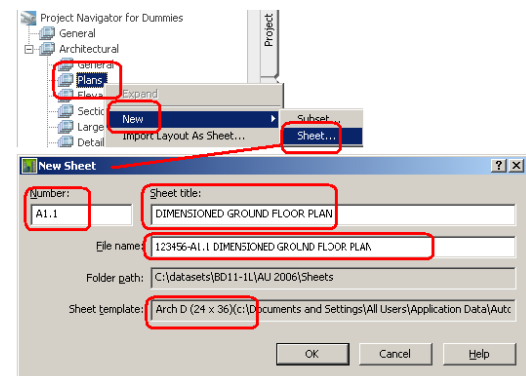 Project Navigator for Dummies
General
Architectural
General
Plans
Expand
New
Subset...
Import Layout As Sheet...
Sheet...
Large
Detail
Project
New Sheet
Number:
Sheet title:
A1.1
DIMENSIONED GROUND FLOOR PLAN
File name:
123456-A1.1 DIMENSIONED GROUND FLOOR PLAN
Folder path:
C:\datasets\BD11-1L\AU 2006\Sheets
Sheet template:
Arch D (24 x 36)(c:\Documents and Settings\All Users\Application Data\Autc
OK
Cancel
Help